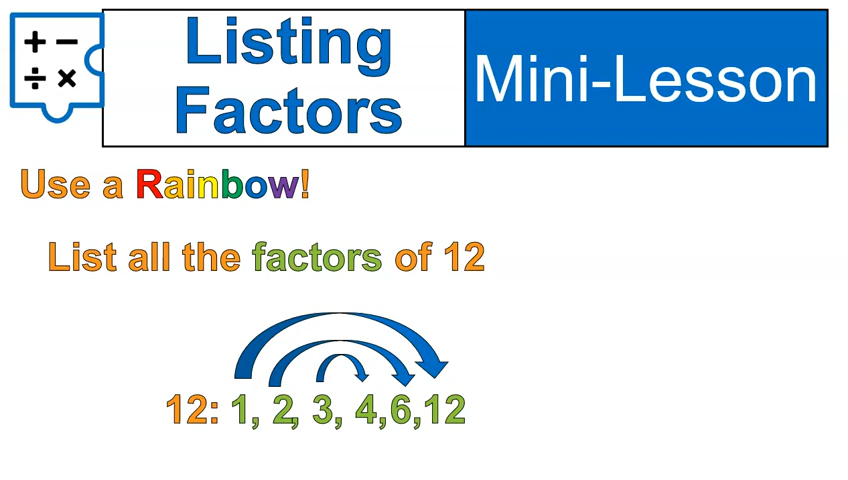 + −
÷ ×
Listing
Factors
Mini-Lesson
Use a Rainbow!
List all the factors of 12
12: 1, 2, 3, 4,6,12